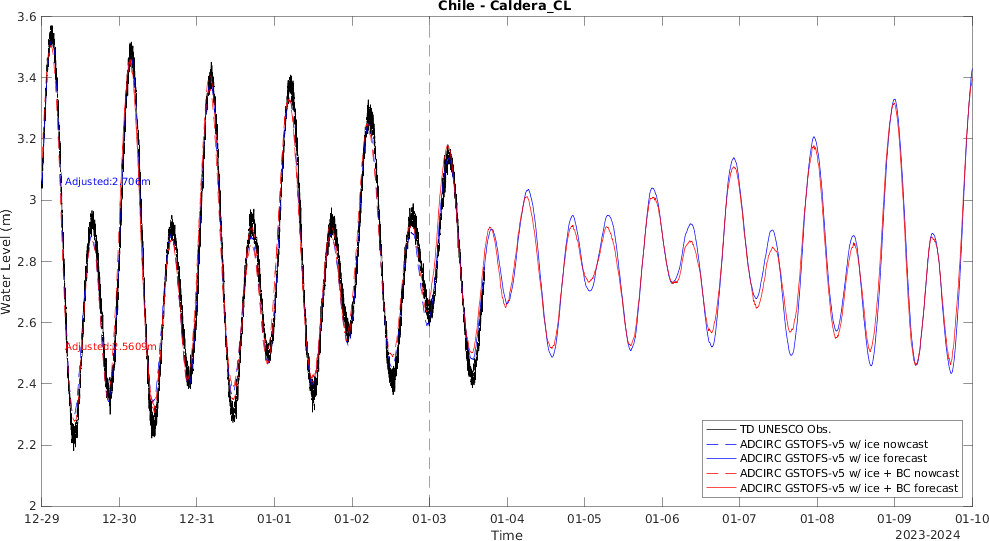 Chile - Caldera_CL
3.6
3.4
3.2
3
2.8
2.6
2.4
2.2
2
Water Level (m)
Adjusted:2.706m
Adjusted:2.5609m
TD UNESCO Obs.
ADCIRC GSTOFS-v5 w/ ice nowcast
ADCIRC GSTOFS-v5 w/ ice forecast
ADCIRC GSTOFS-v5 w/ ice + BC nowcast
ADCIRC GSTOFS-v5 w/ ice + BC forecast
12-29 12-30 12-31 01-01 01-02 01-03 01-04 01-05 01-06 01-07 01-08 01-09 01-10
Time
2023-2024